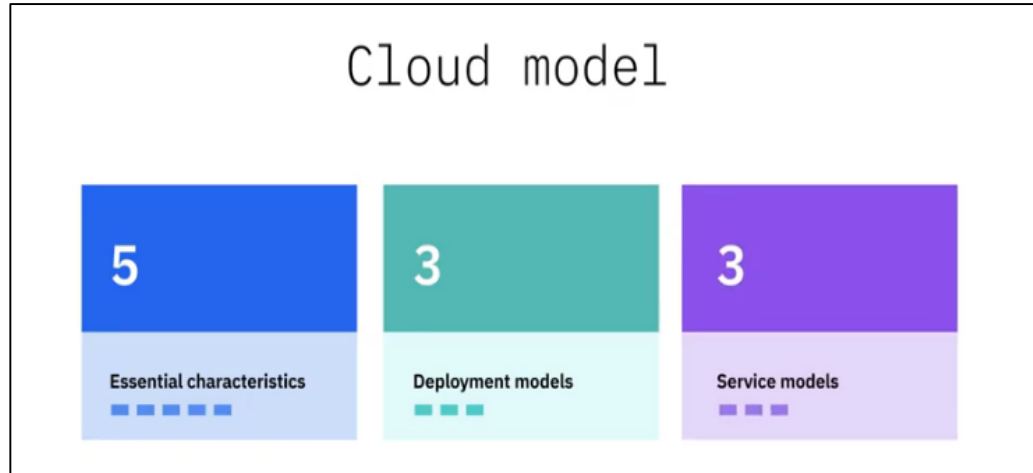 Cloud model
5
Essential characteristics
3
Deployment models
3
Service models